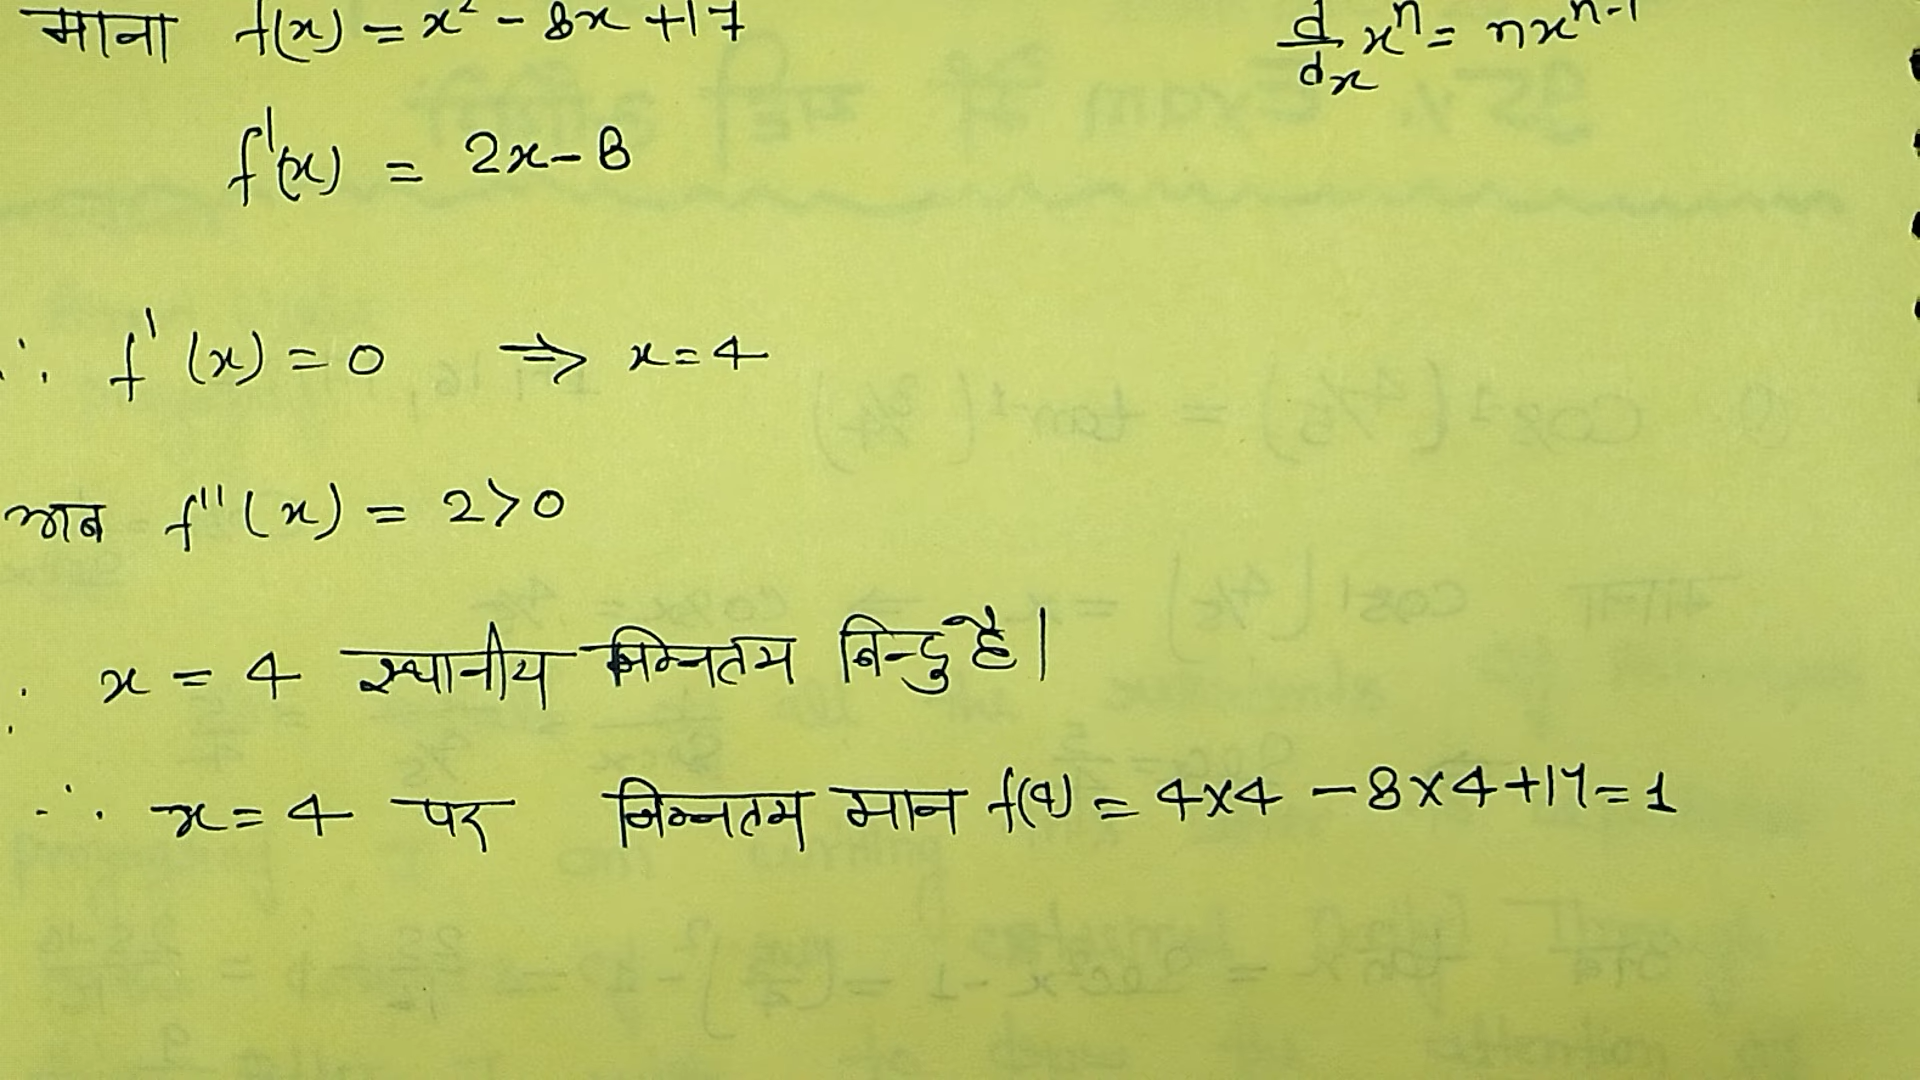 माना f(x) = x² - 8x + 17
d/dx xⁿ = nxⁿ⁻¹
f'(x) = 2x - 8
∴ f'(x) = 0 ⇒ x = 4
अब f''(x) = 2 > 0
∴ x = 4 स्थानीय निम्नतम बिन्दु है।
∴ x = 4 पर निम्नतम मान f(4) = 4×4 - 8×4 + 17 = 1